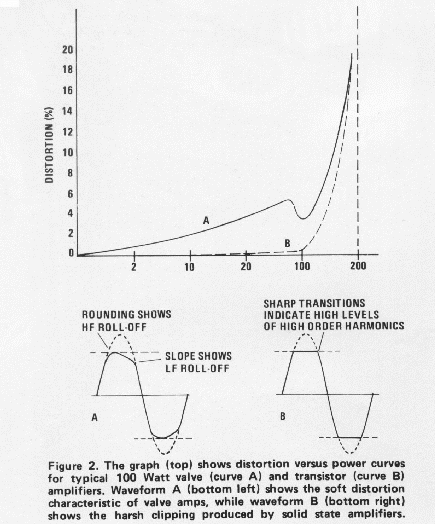 20
18
16
14
12
10
8
6
4
2
0
DISTORTION (%)
A
B
2
10
20
100
200
ROUNDING SHOWS
HF ROLL-OFF
SLOPE SHOWS
LF ROLL-OFF
A
SHARP TRANSITIONS
INDICATE HIGH LEVELS
OF HIGH ORDER HARMONICS
B
Figure 2. The graph (top) shows distortion versus power curves
for typical 100 Watt valve (curve A) and transistor (curve B)
amplifiers. Waveform A (bottom left) shows the soft distortion
characteristic of valve amps, while waveform B (bottom right)
shows the harsh clipping produced by solid state amplifiers.